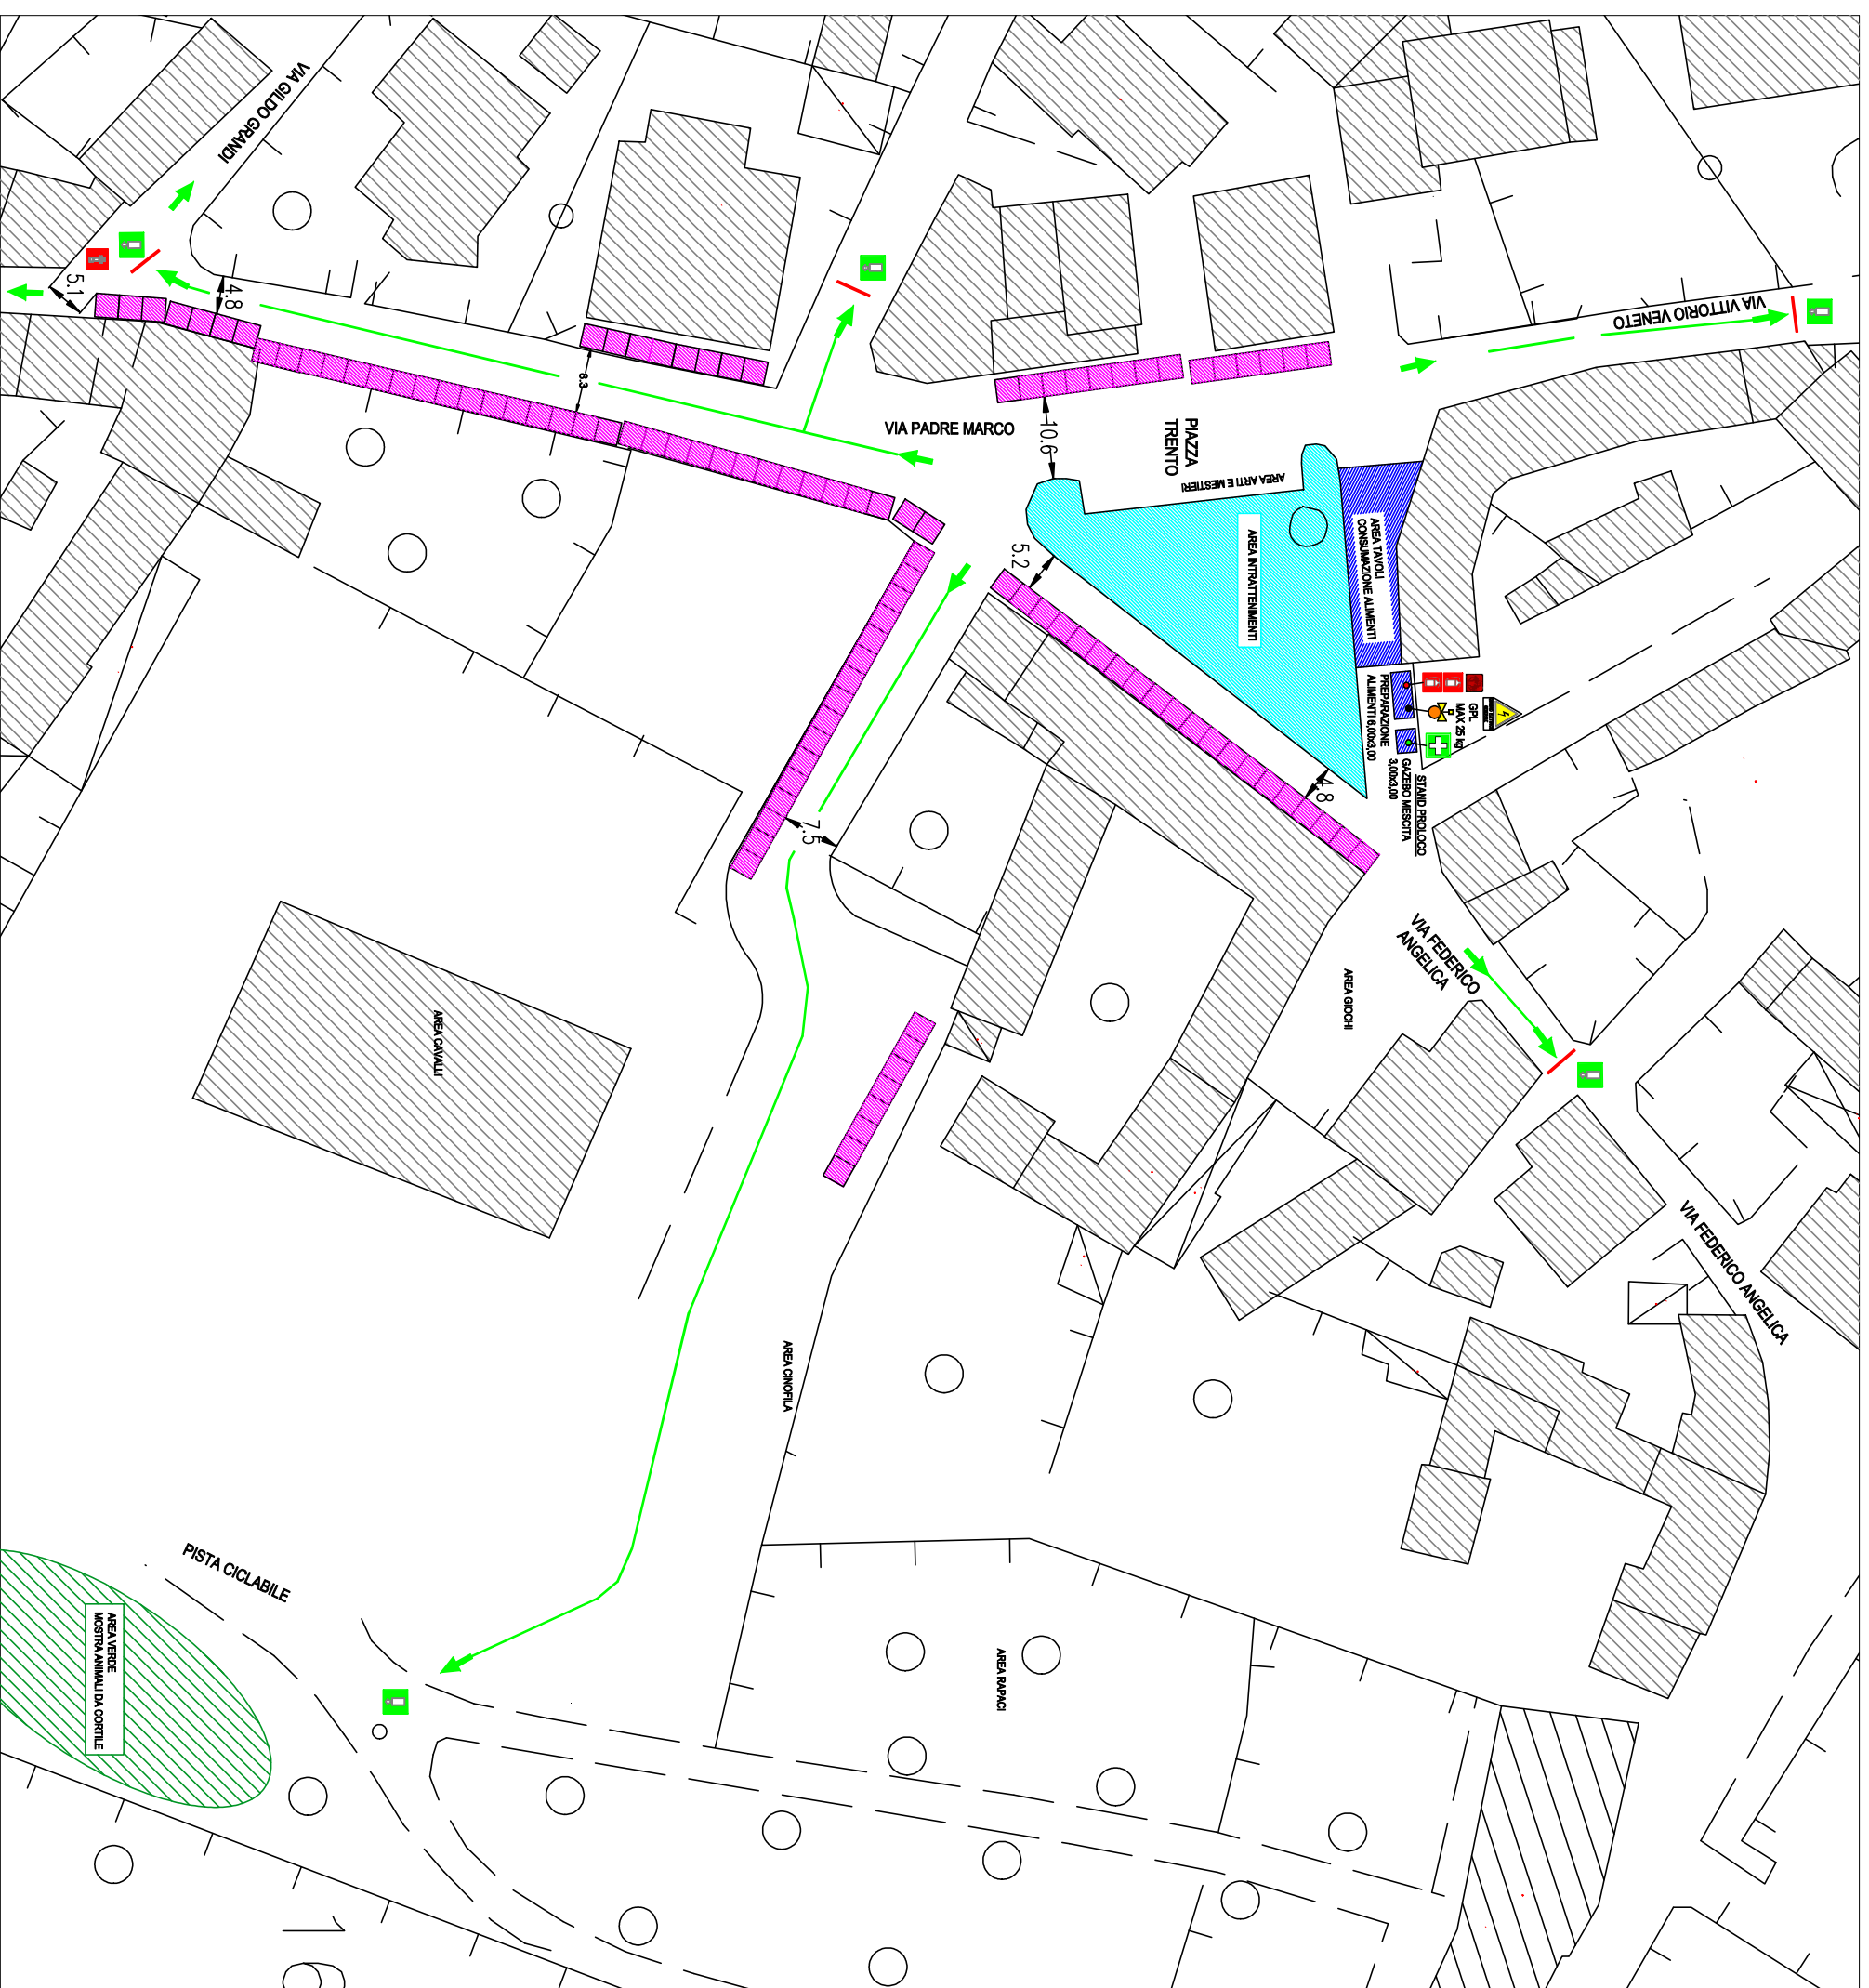 VIA GILDO GRANDI
5.1
4.8
8.3
VIA PADRE MARCO
10.6
PIAZZA
TRENTO
VIA VITTORIO VENETO
AREA ARTI E MESTIERI
AREA INTRATTENIMENTI
AREA TAVOLI
CONSUMAZIONE ALIMENTI
5.2
GPL
MAX 25 kg
PREPARAZIONE
ALIMENTI 6,00x3,00
STAND PROLOCO
GAZEBO MESCITA
3,00x3,00
4.8
7.5
VIA FEDERICO
ANGELICA
AREA GIOCHI
AREA CAVALLI
VIA FEDERICO ANGELICA
AREA CINOFILA
PISTA CICLABILE
AREA VERDE
MOSTRA ANIMALI DA CORTILE
AREA RAPACI